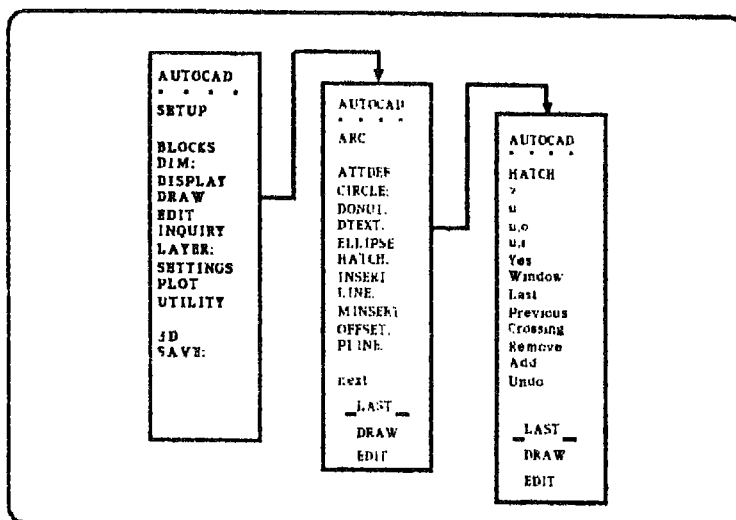 AUTOCAD
* * * *
SETUP
BLOCKS
DIM:
DISPLAY
DRAW
EDIT
INQUIRY
LAYER:
SETTINGS
PLOT
UTILITY
3D
SAVE:
AUTOCAD
* * * *
ARC
ATTDEF
CIRCLE:
DONUT.
DTEXT.
ELLIPSE
HATCH.
INSERT
LINE.
MINSERT
OFFSET.
PLINE.
next
_LAST_
DRAW
EDIT
AUTOCAD
* * * *
HATCH
?
u
u,o
Yes
Window
Last
Previous
Crossing
Remove
Add
Undo
_LAST_
DRAW
EDIT